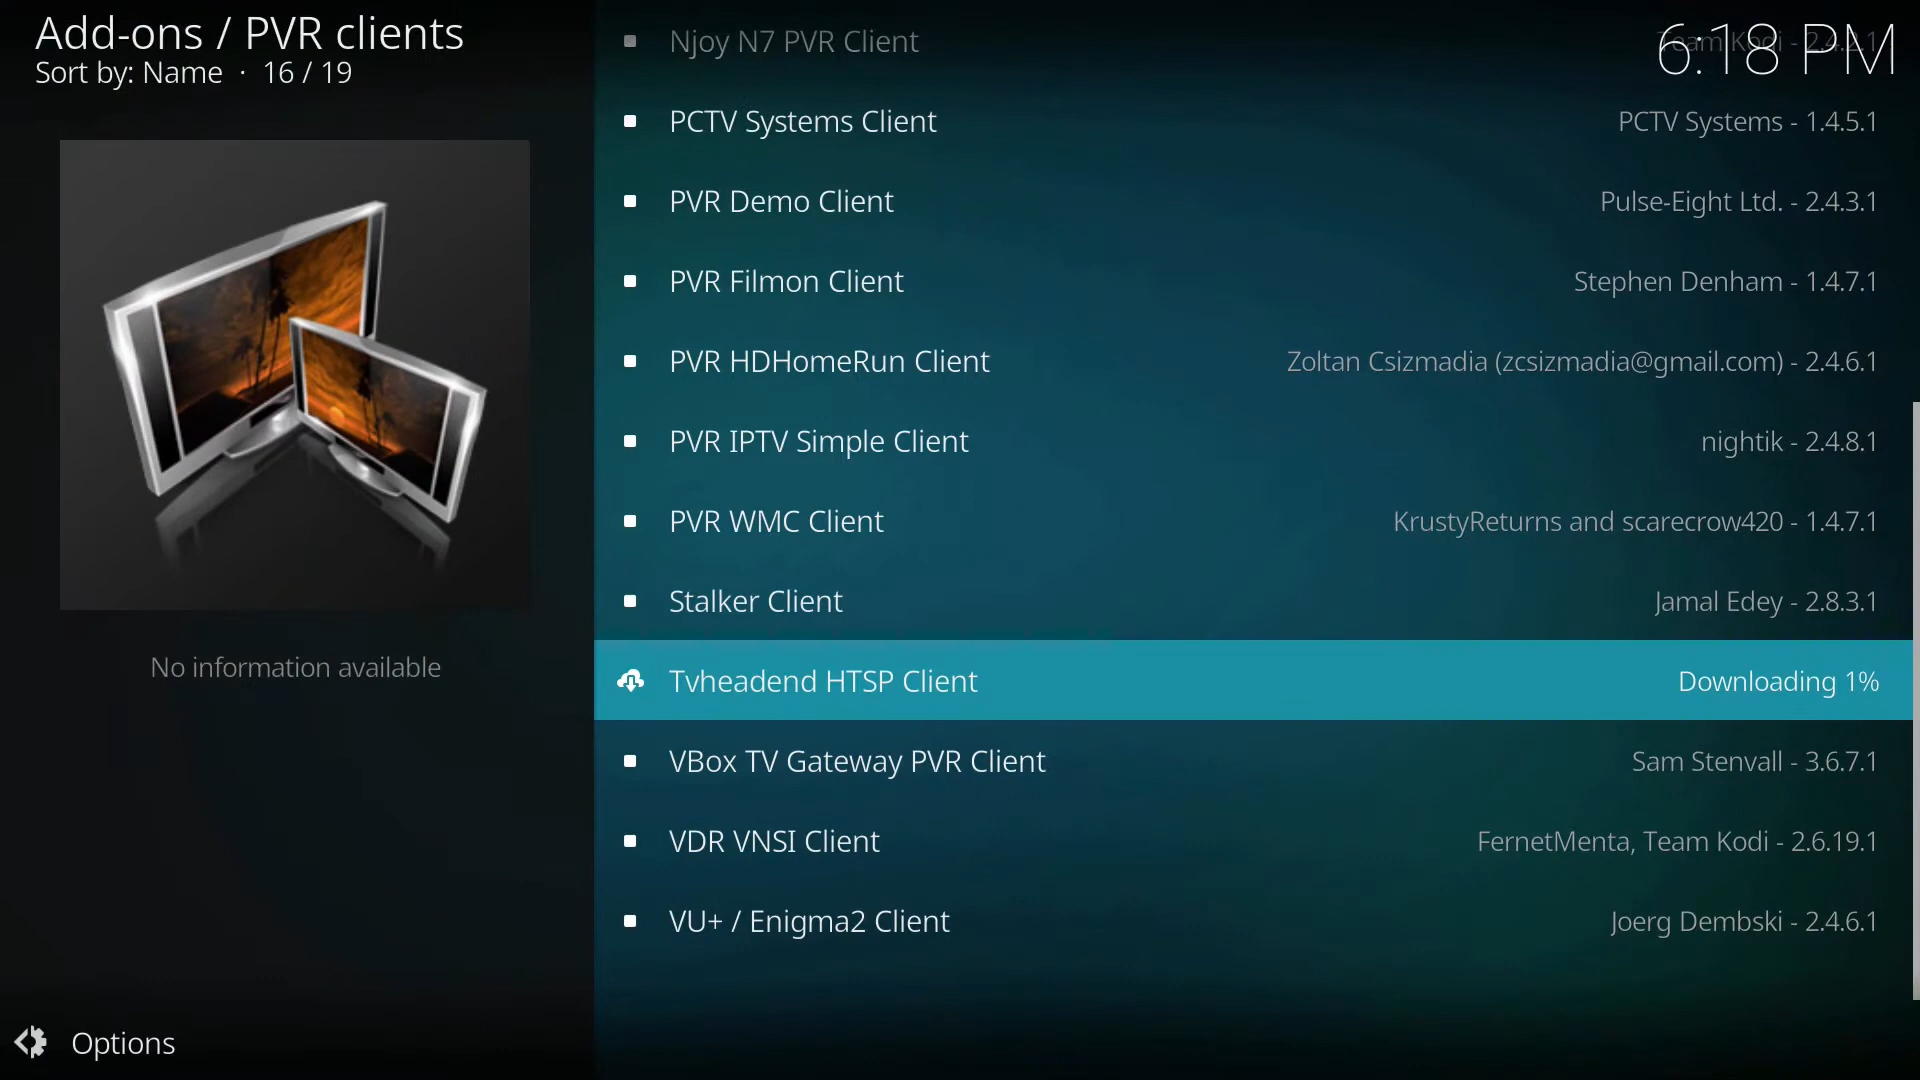 Add-ons / PVR clients
Sort by: Name · 16 / 19
6:18 PM
Njoy N7 PVR Client
Team Kodi - 2.4.2.1
PCTV Systems Client
PCTV Systems - 1.4.5.1
PVR Demo Client
Pulse-Eight Ltd. - 2.4.3.1
PVR Filmon Client
Stephen Denham - 1.4.7.1
PVR HDHomeRun Client
Zoltan Csizmadia (zcsizmadia@gmail.com) - 2.4.6.1
PVR IPTV Simple Client
nightik - 2.4.8.1
PVR WMC Client
KrustyReturns and scarecrow420 - 1.4.7.1
Stalker Client
Jamal Edey - 2.8.3.1
Tvheadend HTSP Client
Downloading 1%
VBox TV Gateway PVR Client
Sam Stenvall - 3.6.7.1
VDR VNSI Client
FernetMenta, Team Kodi - 2.6.19.1
VU+ / Enigma2 Client
Joerg Dembski - 2.4.6.1
No information available
Options